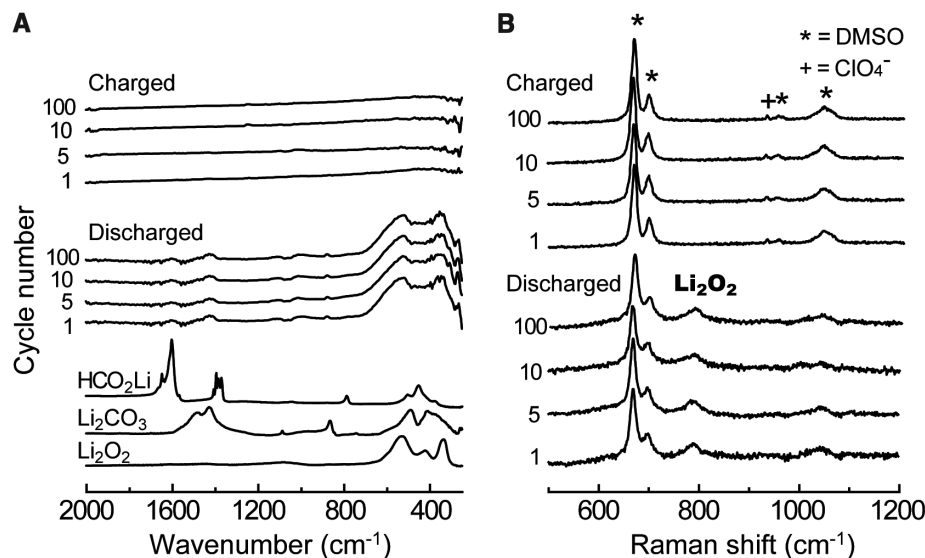 A
Charged
100
10
5
1
Discharged
100
10
5
1
HCO₂Li
Li₂CO₃
Li₂O₂
Cycle number
2000 1600 1200 800 400
Wavenumber (cm⁻¹)
B
*
*
+*
*
* = DMSO
+ = ClO₄⁻
Charged
100
10
5
1
Discharged
Li₂O₂
100
10
5
1
600 800 1000 1200
Raman shift (cm⁻¹)